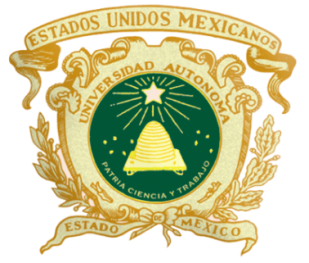 ESTADOS UNIDOS MEXICANOS
UNIVERSIDAD AUTONOMA
PATRIA CIENCIA Y TRABAJO
ESTADO DE MEXICO